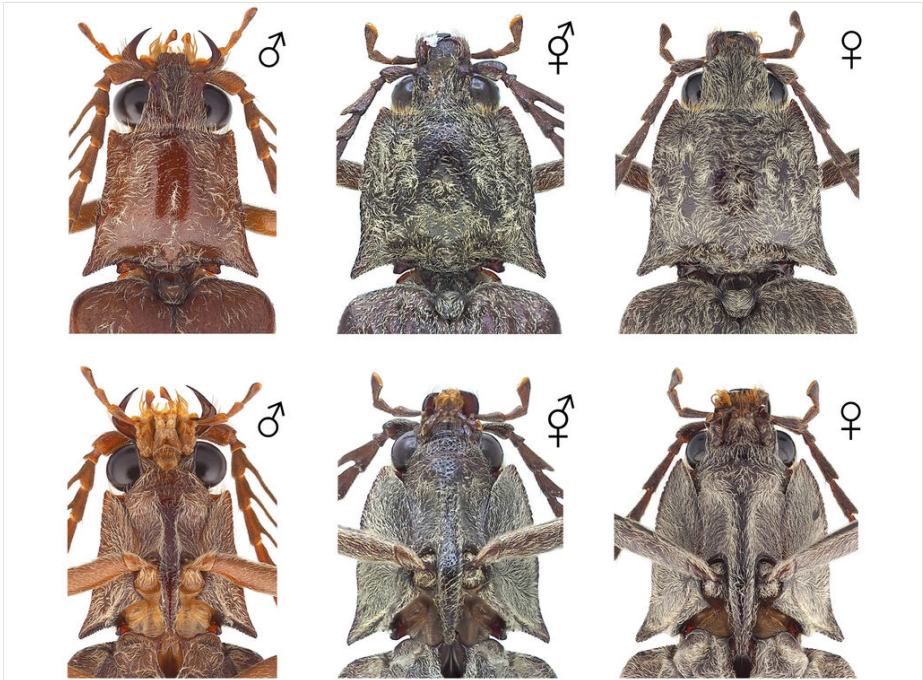 ♂ ⚥ ♀
♂ ⚥ ♀